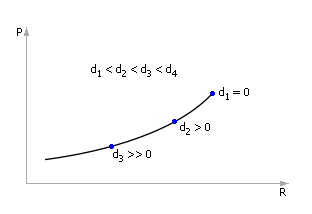 P
d₁ < d₂ < d₃ < d₄
d₁ = 0
d₂ > 0
d₃ >> 0
R